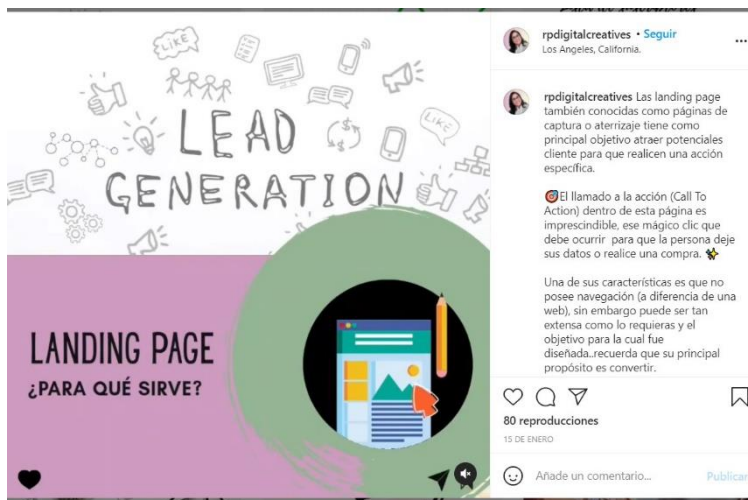 LIKE
LIKE
LEAD
GENERATION
LANDING PAGE
¿PARA QUÉ SIRVE?
rpdigitalcreatives • Seguir
Los Angeles, California.
rpdigitalcreatives Las landing page
también conocidas como páginas de
captura o aterrizaje tiene como
principal objetivo atraer potenciales
cliente para que realicen una acción
específica.
🎯El llamado a la acción (Call To
Action) dentro de esta página es
imprescindible, ese mágico clic que
debe ocurrir para que la persona deje
sus datos o realice una compra. ✨
Una de sus características es que no
posee navegación (a diferencia de una
web), sin embargo puede ser tan
extensa como lo requieras y el
objetivo para la cual fue
diseñada..recuerda que su principal
propósito es convertir.
80 reproducciones
15 DE ENERO
Añade un comentario...
Publicar